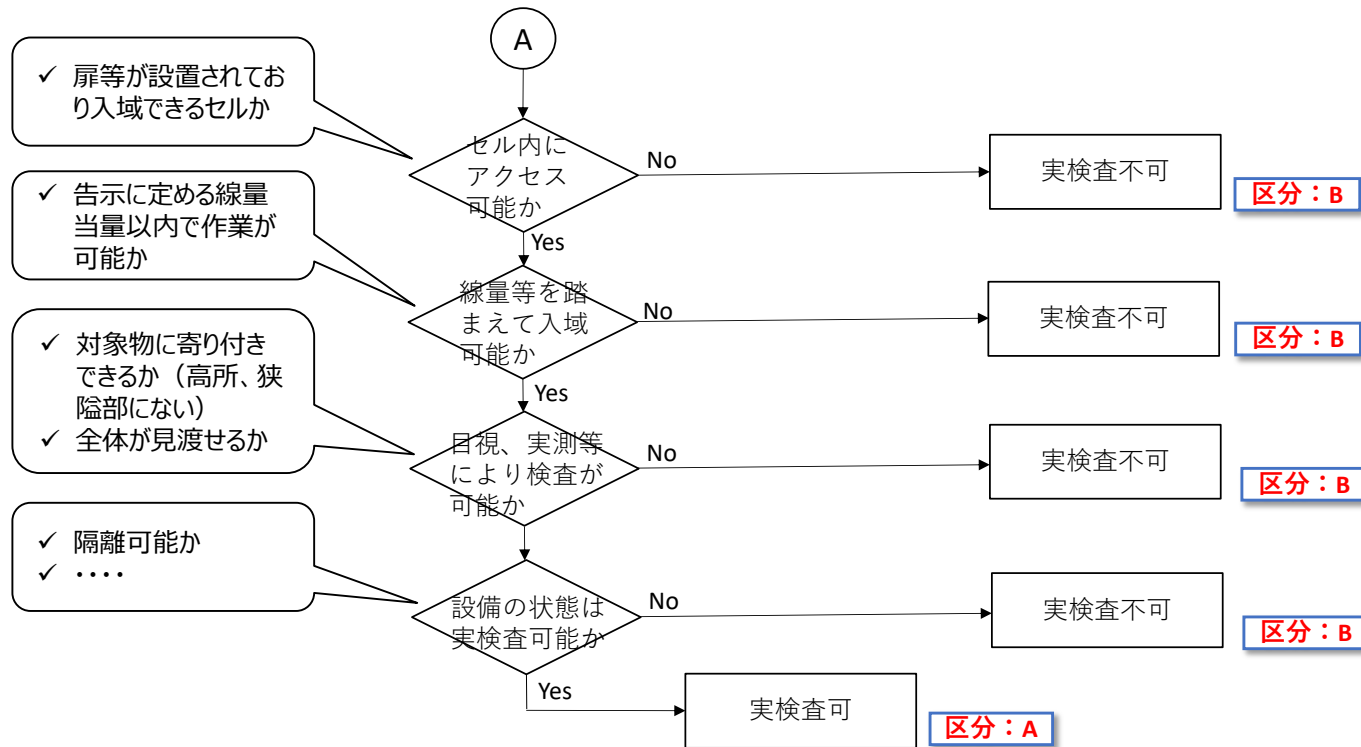 A
✓ 扉等が設置されてお
り入域できるセルか
セル内に
アクセス
可能か
No
実検査不可
区分：B
Yes
✓ 告示に定める線量
当量以内で作業が
可能か
線量等を踏
まえて入域
可能か
No
実検査不可
区分：B
Yes
✓ 対象物に寄り付き
できるか（高所、狭
隘部にない）
✓ 全体が見渡せるか
目視、実測等
により検査が
可能か
No
実検査不可
区分：B
✓ 隔離可能か
✓ ････
設備の状態は
実検査可能か
No
実検査不可
区分：B
Yes
実検査可
区分：A